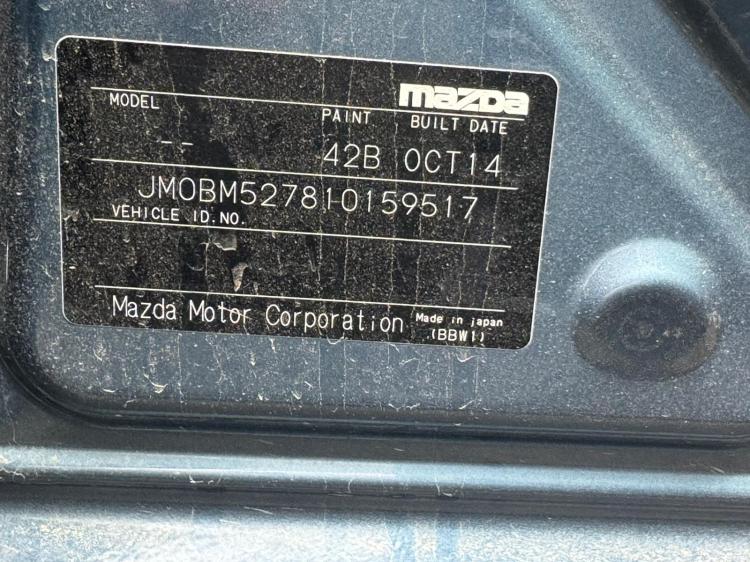 mazda
MODEL PAINT BUILT DATE
-- 42B OCT14
JM0BM527810159517
VEHICLE ID.NO.
Mazda Motor Corporation Made in japan
(BBW1)